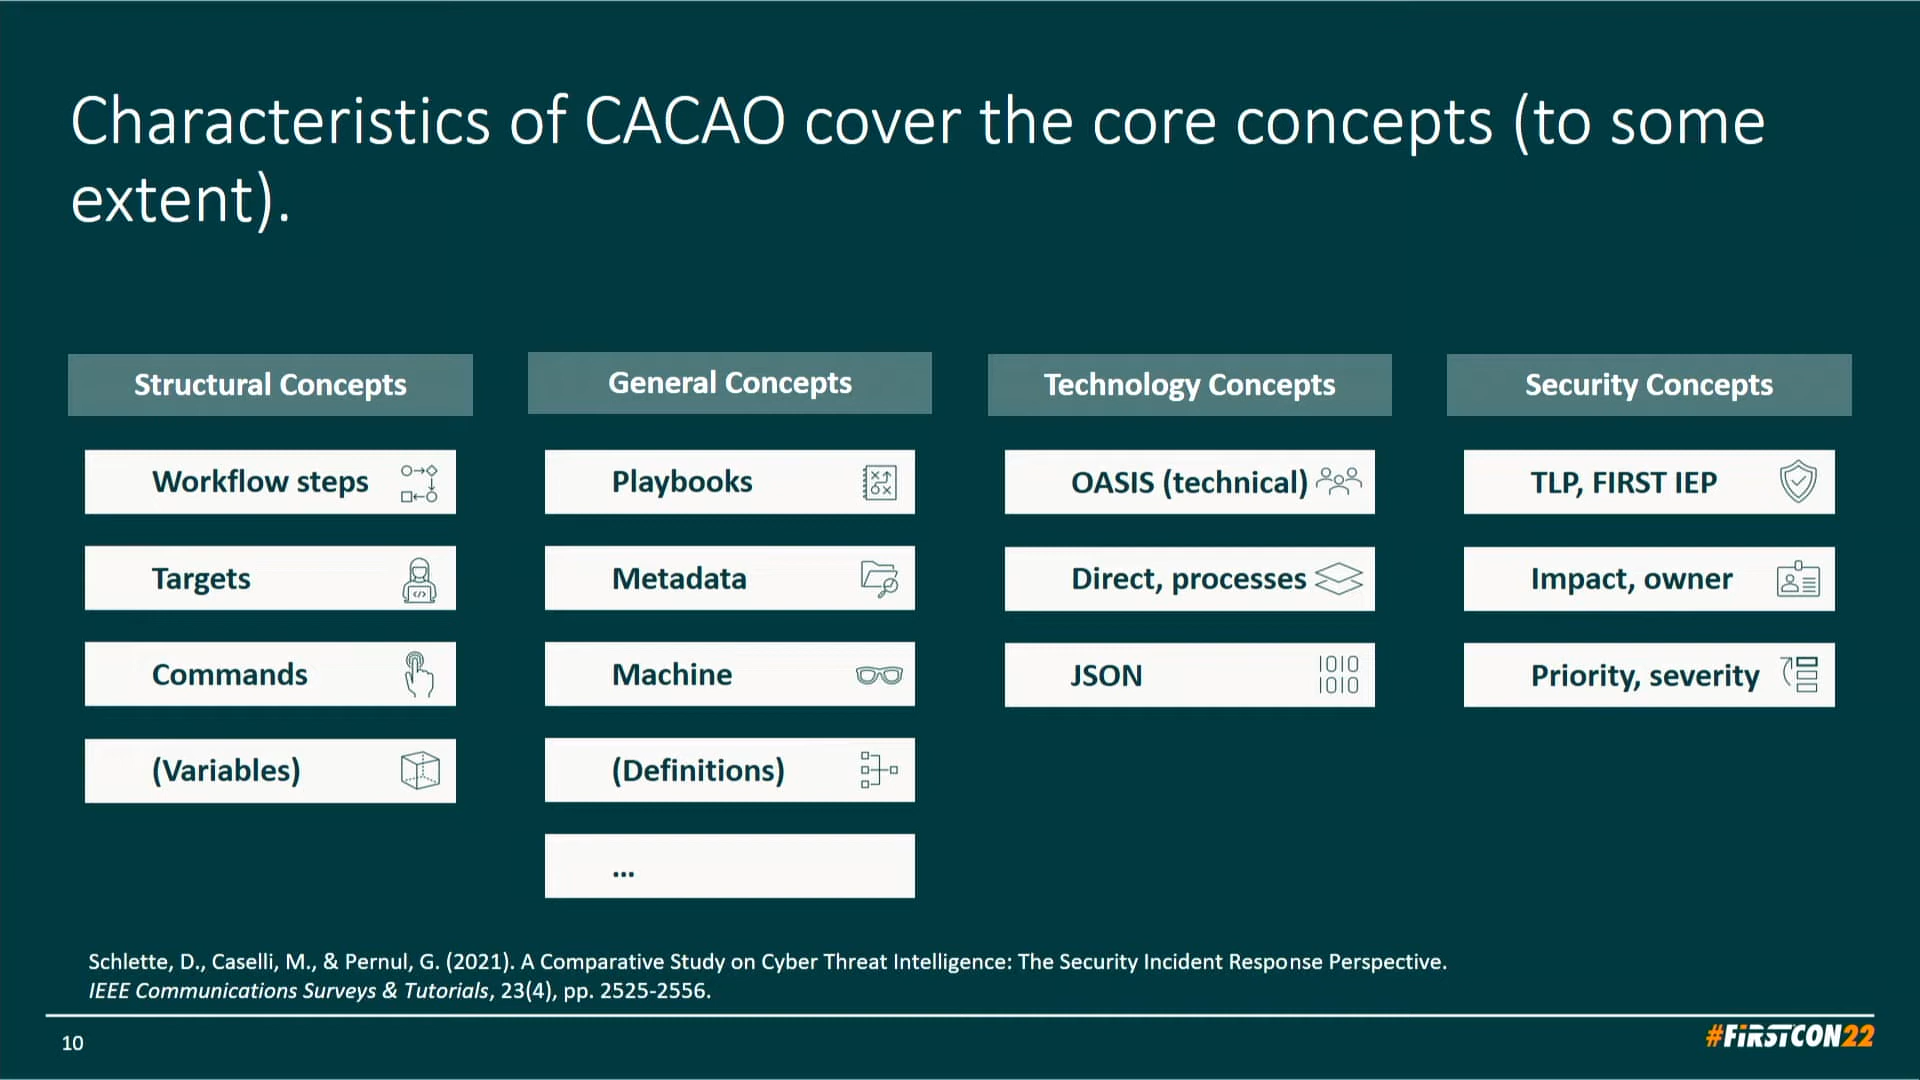 Characteristics of CACAO cover the core concepts (to some
extent).
Structural Concepts
Workflow steps
Targets
Commands
(Variables)
General Concepts
Playbooks
Metadata
Machine
(Definitions)
...
Technology Concepts
OASIS (technical)
Direct, processes
JSON
1010
1010
Security Concepts
TLP, FIRST IEP
Impact, owner
Priority, severity
Schlette, D., Caselli, M., & Pernul, G. (2021). A Comparative Study on Cyber Threat Intelligence: The Security Incident Response Perspective.
IEEE Communications Surveys & Tutorials, 23(4), pp. 2525-2556.
10
#FIRSTCON22